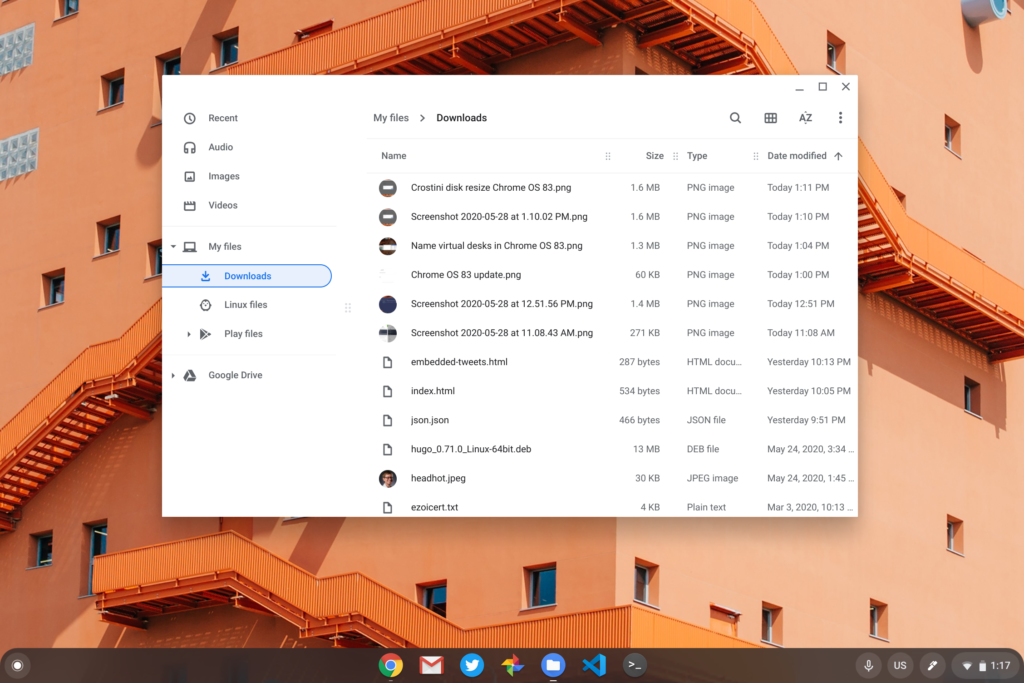 Recent
Audio
Images
Videos
My files
Downloads
Linux files
Play files
Google Drive
My files > Downloads
AZ
Name Size Type Date modified
Crostini disk resize Chrome OS 83.png 1.6 MB PNG image Today 1:11 PM
Screenshot 2020-05-28 at 1.10.02 PM.png 1.6 MB PNG image Today 1:10 PM
Name virtual desks in Chrome OS 83.png 1.3 MB PNG image Today 1:04 PM
Chrome OS 83 update.png 60 KB PNG image Today 1:00 PM
Screenshot 2020-05-28 at 12.51.56 PM.png 1.4 MB PNG image Today 12:51 PM
Screenshot 2020-05-28 at 11.08.43 AM.png 271 KB PNG image Today 11:08 AM
embedded-tweets.html 287 bytes HTML docu... Yesterday 10:13 PM
index.html 534 bytes HTML docu... Yesterday 10:05 PM
json.json 466 bytes JSON file Yesterday 9:51 PM
hugo_0.71.0_Linux-64bit.deb 13 MB DEB file May 24, 2020, 3:34 ...
headhot.jpeg 30 KB JPEG image May 24, 2020, 1:45 ...
ezoicert.txt 4 KB Plain text Mar 3, 2020, 10:13 ...
>_
US
1:17